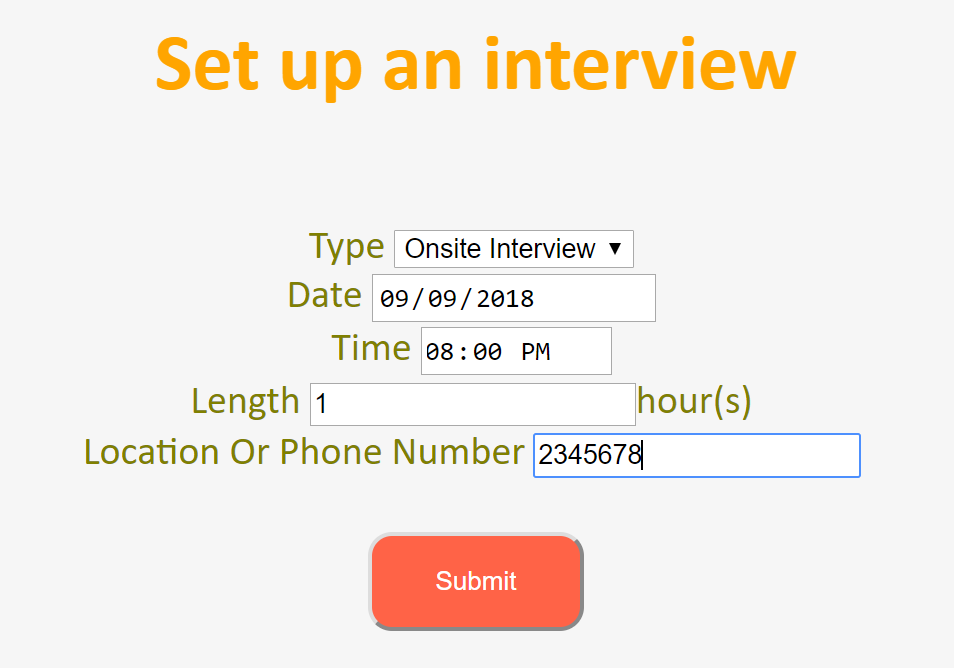 Set up an interview
Type Onsite Interview ▼
Date 09/09/2018
Time 08:00 PM
Length 1 hour(s)
Location Or Phone Number 2345678
Submit